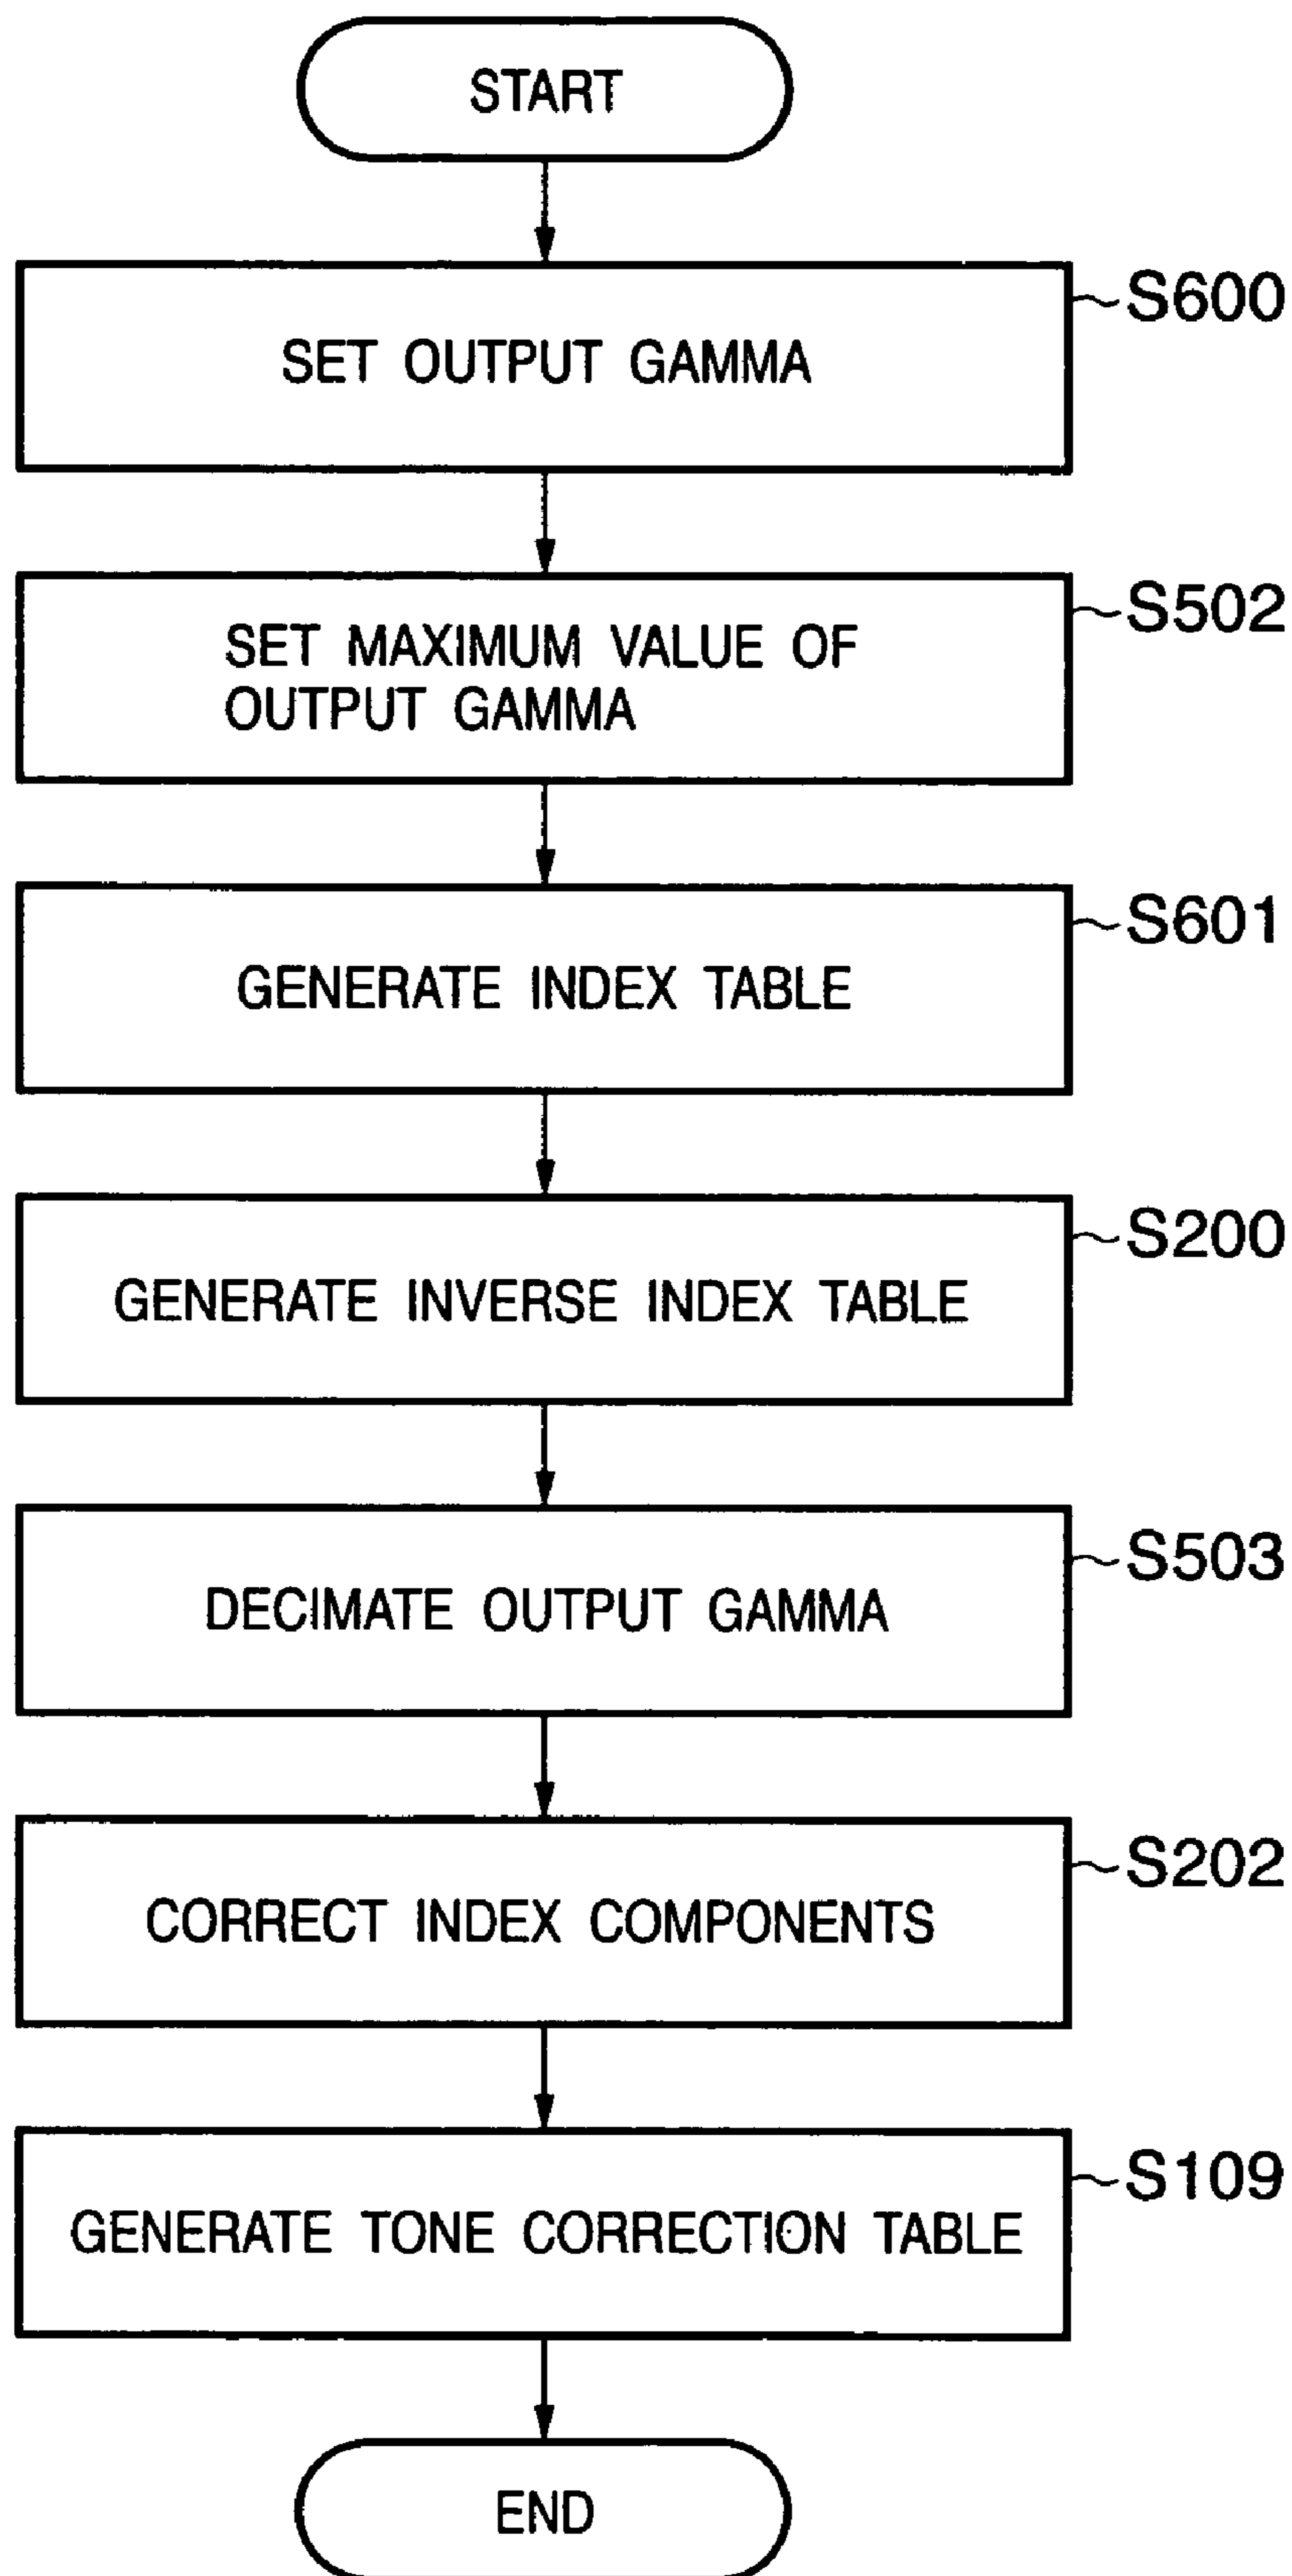 START
SET OUTPUT GAMMA
S600
SET MAXIMUM VALUE OF
OUTPUT GAMMA
S502
GENERATE INDEX TABLE
S601
GENERATE INVERSE INDEX TABLE
S200
DECIMATE OUTPUT GAMMA
S503
CORRECT INDEX COMPONENTS
S202
GENERATE TONE CORRECTION TABLE
S109
END